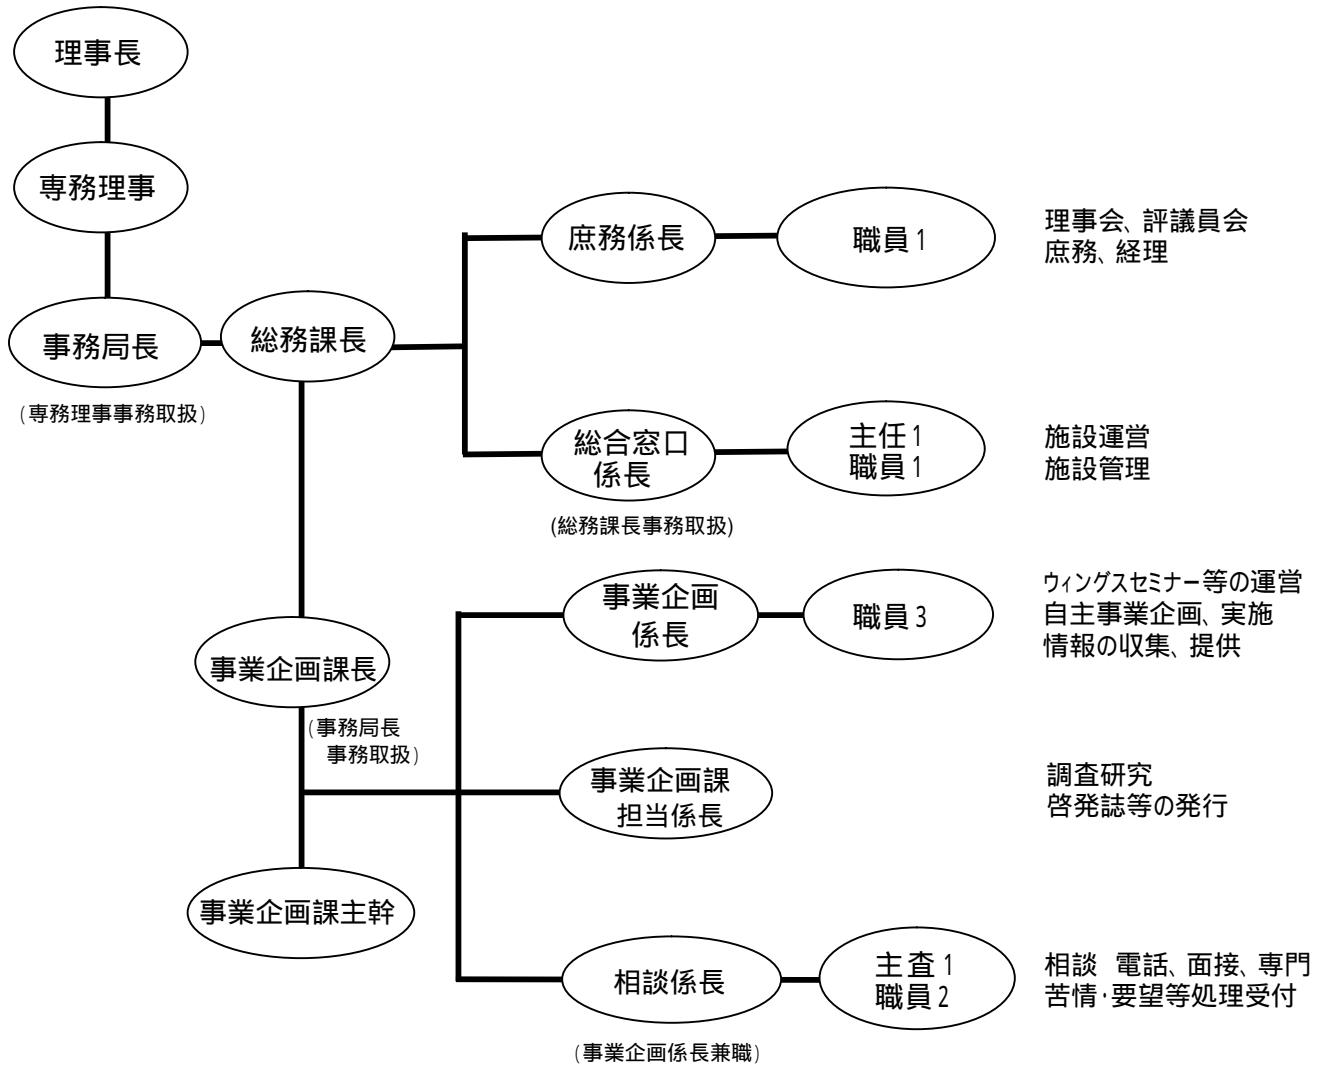 理事長
専務理事
事務局長
(専務理事事務取扱)
総務課長
庶務係長
職員1
理事会、評議員会
庶務、経理
総合窓口
係長
(総務課長事務取扱)
主任1
職員1
施設運営
施設管理
事業企画課長
(事務局長
事務取扱)
事業企画課主幹
事業企画
係長
職員3
ウィングスセミナー等の運営
自主事業企画、実施
情報の収集、提供
事業企画課
担当係長
調査研究
啓発誌等の発行
相談係長
(事業企画係長兼職)
主査1
職員2
相談 電話、面接、専門
苦情・要望等処理受付